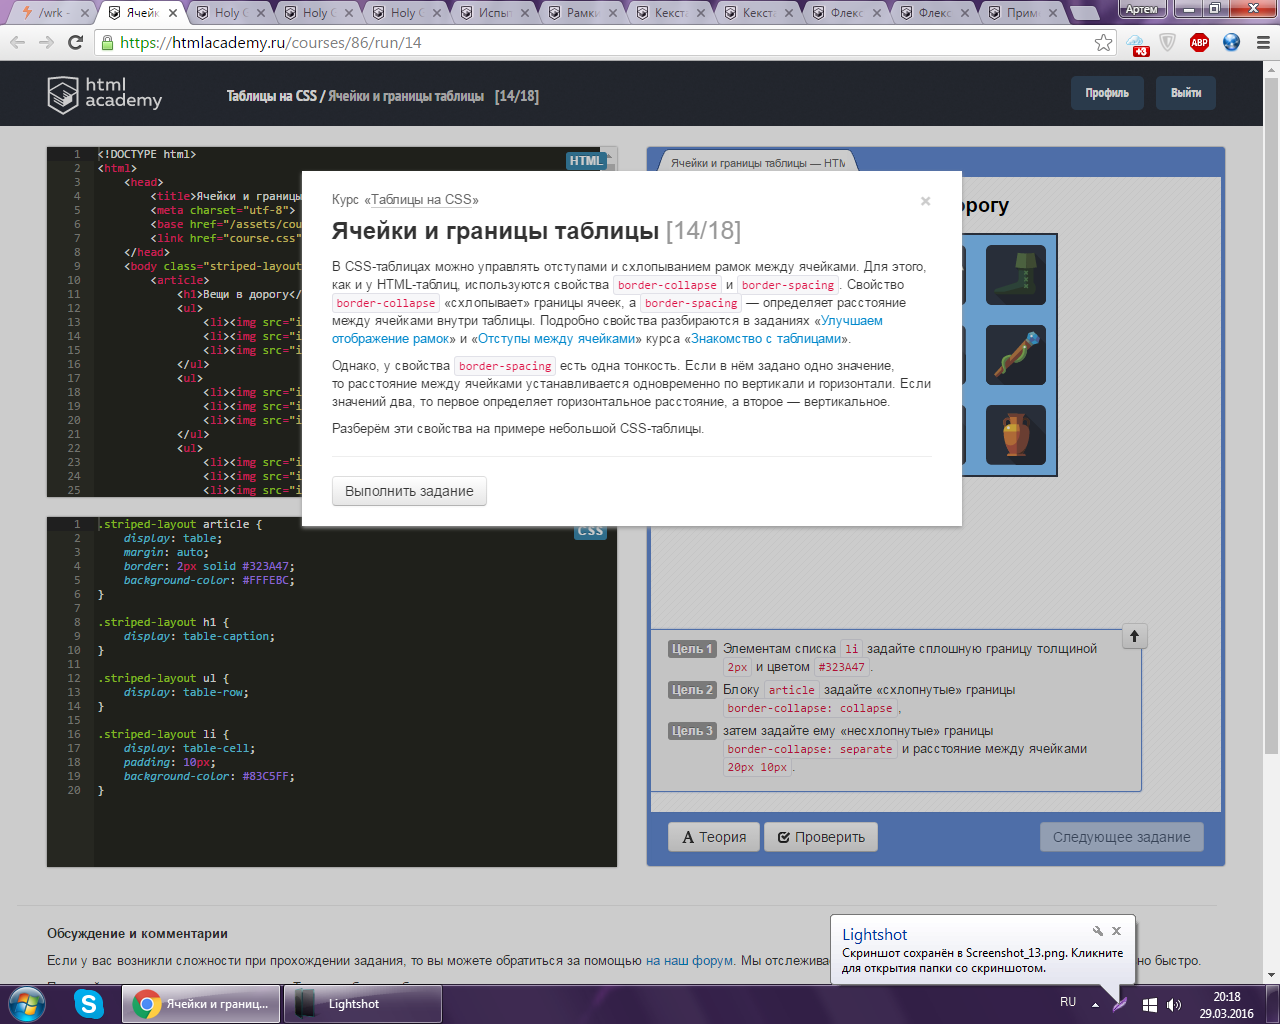 /wrk -
Ячейк
Holy G
Holy G
Holy G
Испыт
Рамки
Кекста
Кекста
Флекс
Флекс
Приме
Артем
https://htmlacademy.ru/courses/86/run/14
+3
ABP
html
academy
Таблицы на CSS / Ячейки и границы таблицы [14/18]
Профиль
Выйти
HTML
1 <!DOCTYPE html>
2 <html>
3 <head>
4 <title>Ячейки и границы
5 <meta charset="utf-8">
6 <base href="/assets/cou
7 <link href="course.css"
8 </head>
9 <body class="striped-layout
10 <article>
11 <h1>Вещи в дорогу</
12 <ul>
13 <li><img src="i
14 <li><img src="i
15 <li><img src="i
16 </ul>
17 <ul>
18 <li><img src="i
19 <li><img src="i
20 <li><img src="i
21 </ul>
22 <ul>
23 <li><img src="i
24 <li><img src="i
25 <li><img src="i
Ячейки и границы таблицы — HTM
орогу
Курс «Таблицы на CSS»
×
Ячейки и границы таблицы [14/18]
В CSS-таблицах можно управлять отступами и схлопыванием рамок между ячейками. Для этого,
как и у HTML-таблиц, используются свойства border-collapse и border-spacing. Свойство
border-collapse «схлопывает» границы ячеек, а border-spacing — определяет расстояние
между ячейками внутри таблицы. Подробно свойства разбираются в заданиях «Улучшаем
отображение рамок» и «Отступы между ячейками» курса «Знакомство с таблицами».
Однако, у свойства border-spacing есть одна тонкость. Если в нём задано одно значение,
то расстояние между ячейками устанавливается одновременно по вертикали и горизонтали. Если
значений два, то первое определяет горизонтальное расстояние, а второе — вертикальное.
Разберём эти свойства на примере небольшой CSS-таблицы.
Выполнить задание
CSS
1 .striped-layout article {
2 display: table;
3 margin: auto;
4 border: 2px solid #323A47;
5 background-color: #FFFEBC;
6 }
7
8 .striped-layout h1 {
9 display: table-caption;
10 }
11
12 .striped-layout ul {
13 display: table-row;
14 }
15
16 .striped-layout li {
17 display: table-cell;
18 padding: 10px;
19 background-color: #83C5FF;
20 }
Цель 1 Элементам списка li задайте сплошную границу толщиной
2px и цветом #323A47.
Цель 2 Блоку article задайте «схлопнутые» границы
border-collapse: collapse,
Цель 3 затем задайте ему «несхлопнутые» границы
border-collapse: separate и расстояние между ячейками
20px 10px.
Теория
Проверить
Следующее задание
Обсуждение и комментарии
Если у вас возникли сложности при прохождении задания, то вы можете обратиться за помощью на наш форум. Мы отслежива
но быстро.
Lightshot
Скриншот сохранён в Screenshot_13.png. Кликните
для открытия папки со скриншотом.
Ячейки и границ...
Lightshot
RU
20:18
29.03.2016